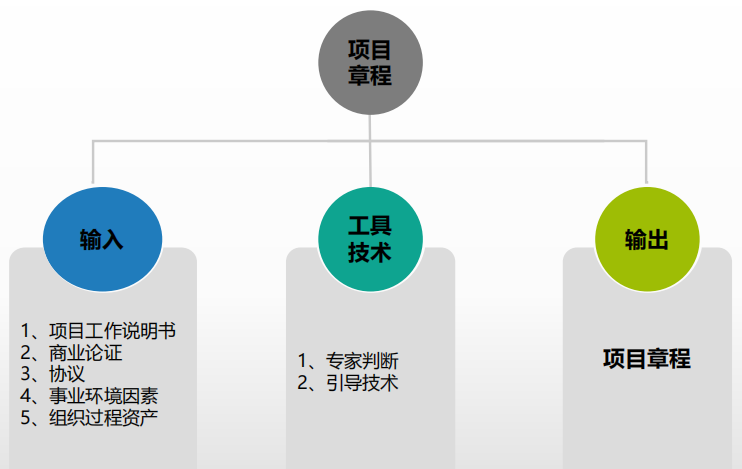 项目
章程
输入
工具
技术
输出
1、项目工作说明书
2、商业论证
3、协议
4、事业环境因素
5、组织过程资产
1、专家判断
2、引导技术
项目章程